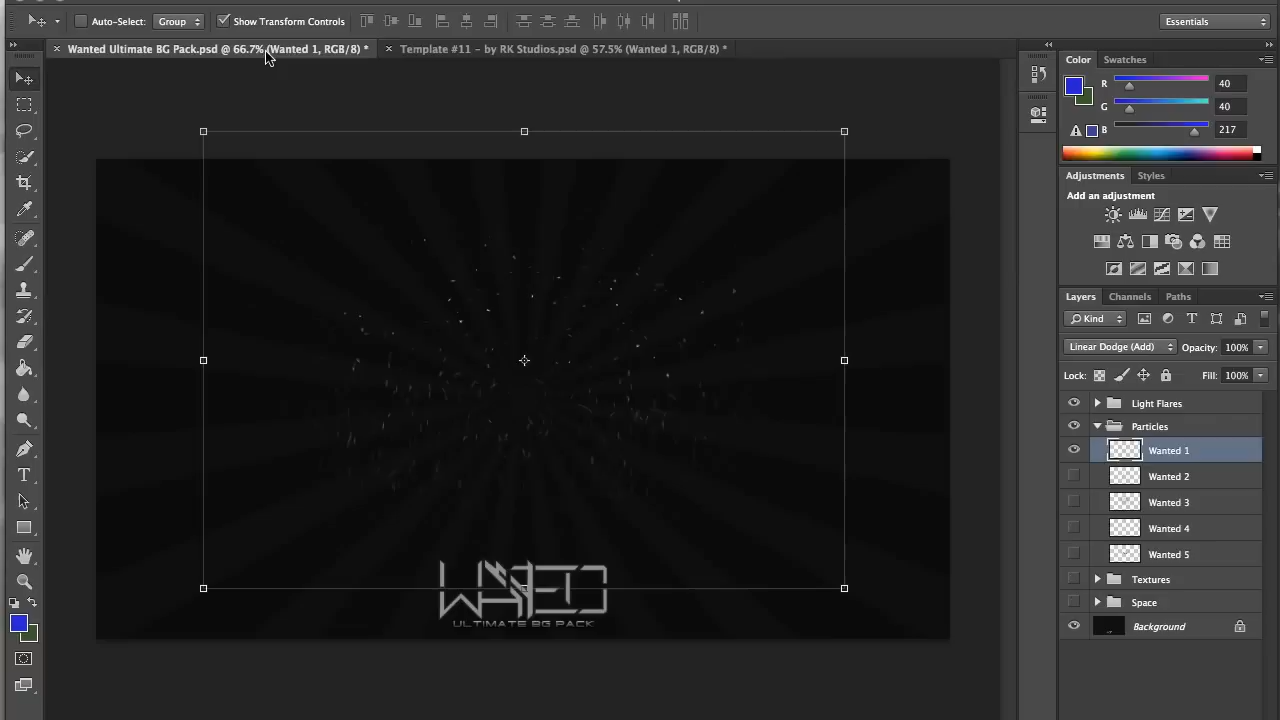 Auto-Select: Group Show Transform Controls Essentials
Wanted Ultimate BG Pack.psd @ 66.7% (Wanted 1, RGB/8) * Template #11 – by RK Studios.psd @ 57.5% (Wanted 1, RGB/8) *
Color Swatches
R 40
G 40
B 217
Adjustments Styles
Add an adjustment
Layers Channels Paths
Kind
Linear Dodge (Add) Opacity: 100%
Lock: Fill: 100%
Light Flares
Particles
Wanted 1
Wanted 2
Wanted 3
Wanted 4
Wanted 5
Textures
Space
Background
WANTED
ULTIMATE BG PACK